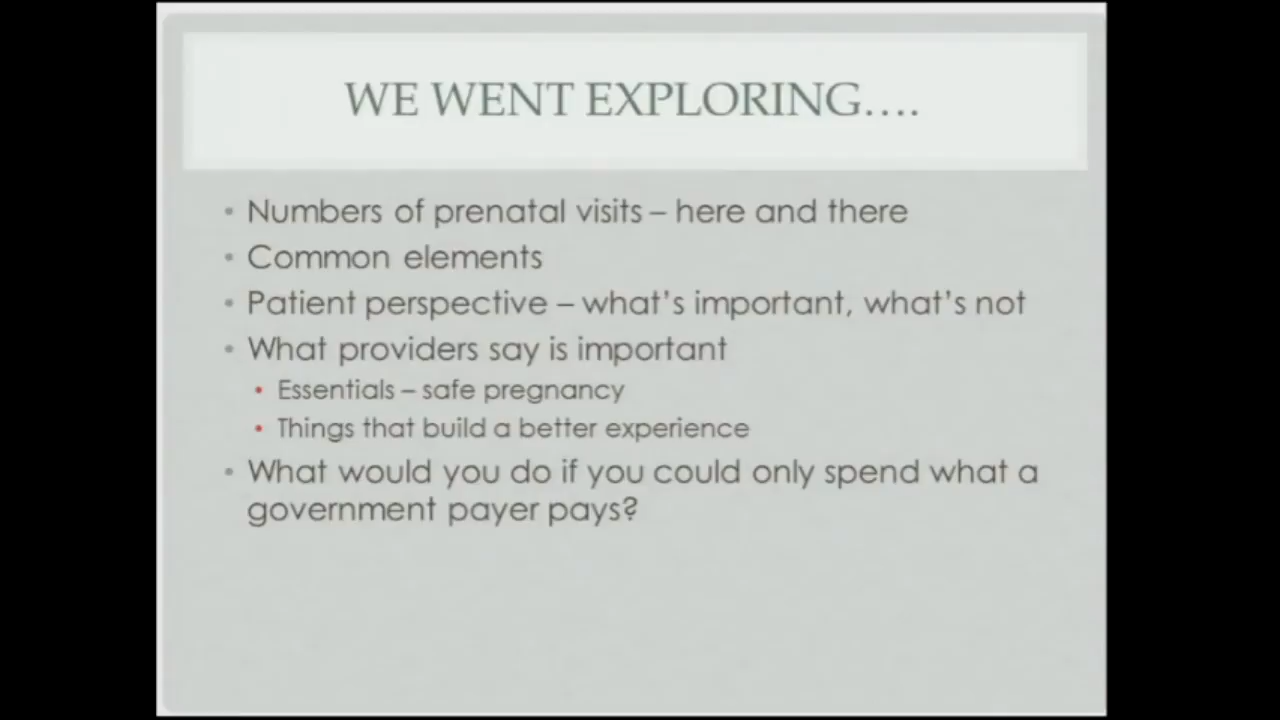 WE WENT EXPLORING....
• Numbers of prenatal visits – here and there
• Common elements
• Patient perspective – what's important, what's not
• What providers say is important
• Essentials – safe pregnancy
• Things that build a better experience
• What would you do if you could only spend what a
government payer pays?